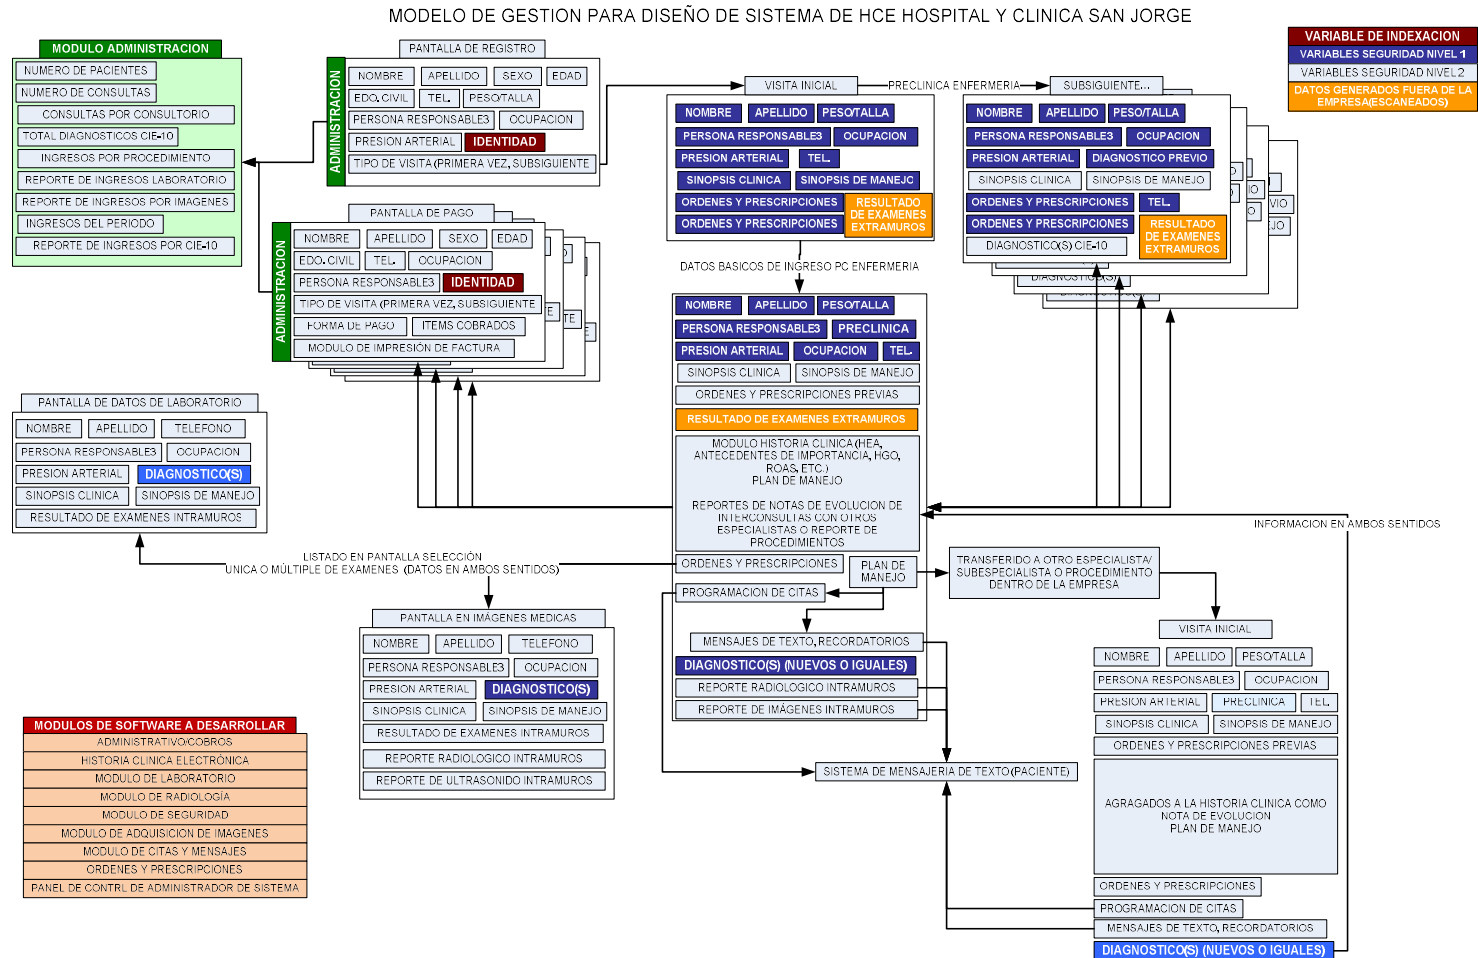 MODELO DE GESTION PARA DISEÑO DE SISTEMA DE HCE HOSPITAL Y CLINICA SAN JORGE
VARIABLE DE INDEXACION
VARIABLES SEGURIDAD NIVEL 1
VARIABLES SEGURIDAD NIVEL 2
DATOS GENERADOS FUERA DE LA
EMPRESA(ESCANEADOS)
MODULO ADMINISTRACION
NUMERO DE PACIENTES
NUMERO DE CONSULTAS
CONSULTAS POR CONSULTORIO
TOTAL DIAGNOSTICOS CIE-10
INGRESOS POR PROCEDIMIENTO
REPORTE DE INGRESOS LABORATORIO
REPORTE DE INGRESOS POR IMAGENES
INGRESOS DEL PERIODO
REPORTE DE INGRESOS POR CIE-10
PANTALLA DE REGISTRO
ADMINISTRACION
NOMBRE APELLIDO SEXO EDAD
EDO. CIVIL TEL. PESO/TALLA
PERSONA RESPONSABLE3 OCUPACION
PRESION ARTERIAL IDENTIDAD
TIPO DE VISITA (PRIMERA VEZ, SUBSIGUIENTE
PANTALLA DE PAGO
ADMINISTRACION
NOMBRE APELLIDO SEXO EDAD
EDO. CIVIL TEL. OCUPACION
PERSONA RESPONSABLE3 IDENTIDAD
TIPO DE VISITA (PRIMERA VEZ, SUBSIGUIENTE
FORMA DE PAGO ITEMS COBRADOS
MODULO DE IMPRESIÓN DE FACTURA
E
TE
VISITA INICIAL
PRECLINICA ENFERMERIA
NOMBRE APELLIDO PESO/TALLA
PERSONA RESPONSABLE3 OCUPACION
PRESION ARTERIAL TEL.
SINOPSIS CLINICA SINOPSIS DE MANEJO
ORDENES Y PRESCRIPCIONES
ORDENES Y PRESCRIPCIONES
RESULTADO
DE EXAMENES
EXTRAMUROS
DATOS BASICOS DE INGRESO PC ENFERMERIA
SUBSIGUIENTE...
NOMBRE APELLIDO PESO/TALLA
PERSONA RESPONSABLE3 OCUPACION
PRESION ARTERIAL DIAGNOSTICO PREVIO
SINOPSIS CLINICA SINOPSIS DE MANEJO
ORDENES Y PRESCRIPCIONES TEL.
ORDENES Y PRESCRIPCIONES
DIAGNOSTICO(S) CIE-10
RESULTADO
DE EXAMENES
EXTRAMUROS
VIO
EJO
DIAGNOSTICO(S)
NOMBRE APELLIDO PESO/TALLA
PERSONA RESPONSABLE3 PRECLINICA
PRESION ARTERIAL OCUPACION TEL.
SINOPSIS CLINICA SINOPSIS DE MANEJO
ORDENES Y PRESCRIPCIONES PREVIAS
RESULTADO DE EXAMENES EXTRAMUROS
MODULO HISTORIA CLINICA (HEA,
ANTECEDENTES DE IMPORTANCIA, HGO,
ROAS, ETC.)
PLAN DE MANEJO
REPORTES DE NOTAS DE EVOLUCION DE
INTERCONSULTAS CON OTROS
ESPECIALISTAS O REPORTE DE
PROCEDIMIENTOS
ORDENES Y PRESCRIPCIONES
PLAN DE
MANEJO
PROGRAMACION DE CITAS
MENSAJES DE TEXTO, RECORDATORIOS
DIAGNOSTICO(S) (NUEVOS O IGUALES)
REPORTE RADIOLOGICO INTRAMUROS
REPORTE DE IMÁGENES INTRAMUROS
PANTALLA DE DATOS DE LABORATORIO
NOMBRE APELLIDO TELEFONO
PERSONA RESPONSABLE3 OCUPACION
PRESION ARTERIAL DIAGNOSTICO(S)
SINOPSIS CLINICA SINOPSIS DE MANEJO
RESULTADO DE EXAMENES INTRAMUROS
LISTADO EN PANTALLA SELECCIÓN
UNICA O MÚLTIPLE DE EXAMENES (DATOS EN AMBOS SENTIDOS)
PANTALLA EN IMÁGENES MEDICAS
NOMBRE APELLIDO TELEFONO
PERSONA RESPONSABLE3 OCUPACION
PRESION ARTERIAL DIAGNOSTICO(S)
SINOPSIS CLINICA SINOPSIS DE MANEJO
RESULTADO DE EXAMENES INTRAMUROS
REPORTE RADIOLOGICO INTRAMUROS
REPORTE DE ULTRASONIDO INTRAMUROS
INFORMACION EN AMBOS SENTIDOS
TRANSFERIDO A OTRO ESPECIALISTA/
SUBESPECIALISTA O PROCEDIMIENTO
DENTRO DE LA EMPRESA
SISTEMA DE MENSAJERIA DE TEXTO (PACIENTE)
VISITA INICIAL
NOMBRE APELLIDO PESO/TALLA
PERSONA RESPONSABLE3 OCUPACION
PRESION ARTERIAL PRECLINICA TEL.
SINOPSIS CLINICA SINOPSIS DE MANEJO
ORDENES Y PRESCRIPCIONES PREVIAS
AGRAGADOS A LA HISTORIA CLINICA COMO
NOTA DE EVOLUCION
PLAN DE MANEJO
ORDENES Y PRESCRIPCIONES
PROGRAMACION DE CITAS
MENSAJES DE TEXTO, RECORDATORIOS
DIAGNOSTICO(S) (NUEVOS O IGUALES)
MODULOS DE SOFTWARE A DESARROLLAR
ADMINISTRATIVO/COBROS
HISTORIA CLINICA ELECTRÓNICA
MODULO DE LABORATORIO
MODULO DE RADIOLOGÍA
MODULO DE SEGURIDAD
MODULO DE ADQUISICION DE IMAGENES
MODULO DE CITAS Y MENSAJES
ORDENES Y PRESCRIPCIONES
PANEL DE CONTRL DE ADMINISTRADOR DE SISTEMA